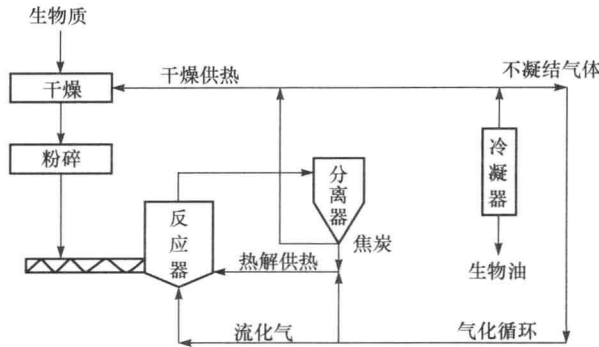 生物质
干燥供热
不凝结气体
干燥
粉碎
冷凝器
分离器
反应器
焦炭
热解供热
生物油
流化气
气化循环